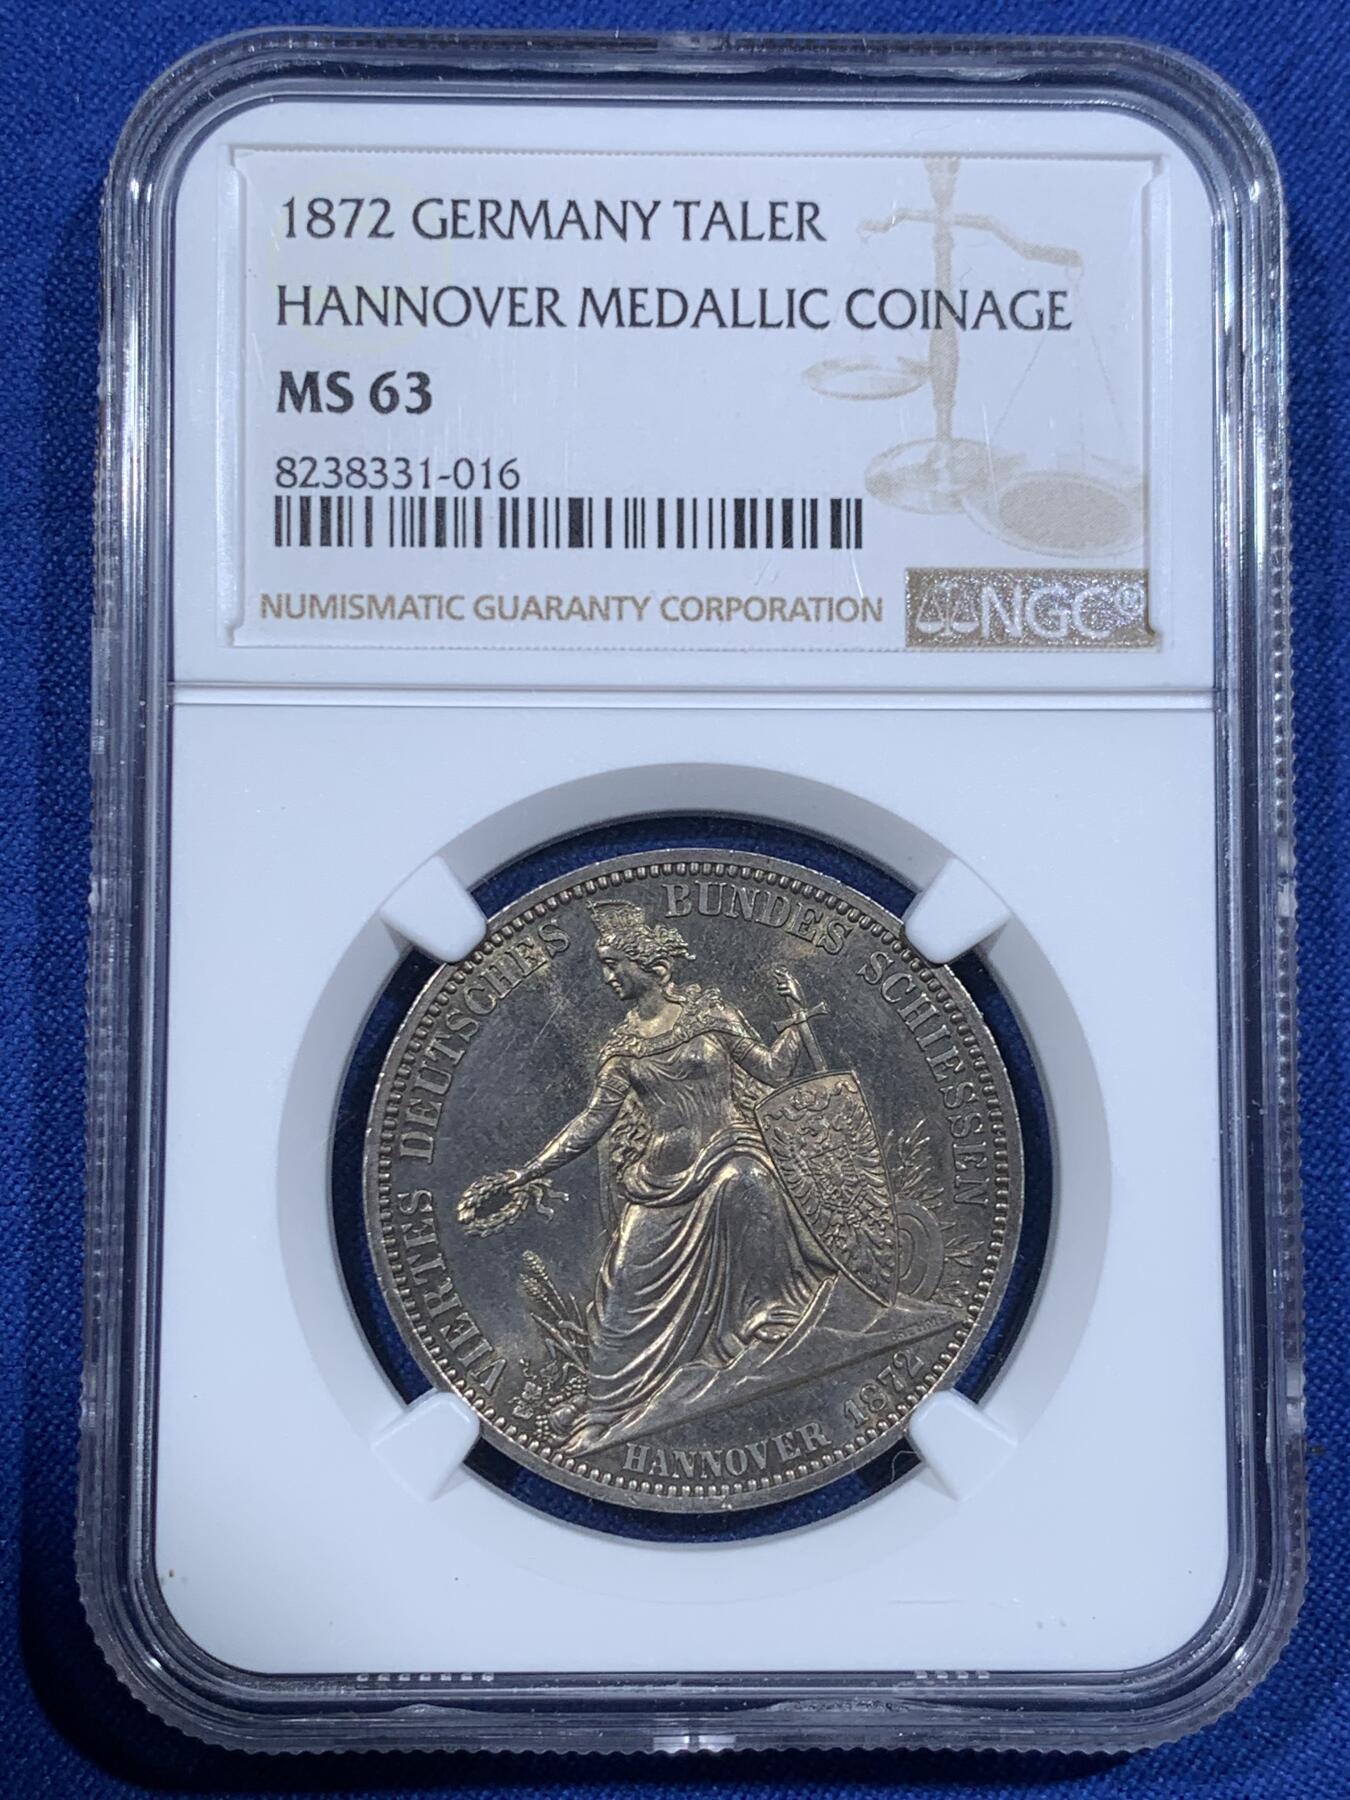 1872 GERMANY TALER
HANNOVER MEDALLIC COINAGE
MS 63
8238331-016
NUMISMATIC GUARANTY CORPORATION
NGC®
VIERTES DEUTSCHES BUNDES SCHIESSEN
HANNOVER 1872